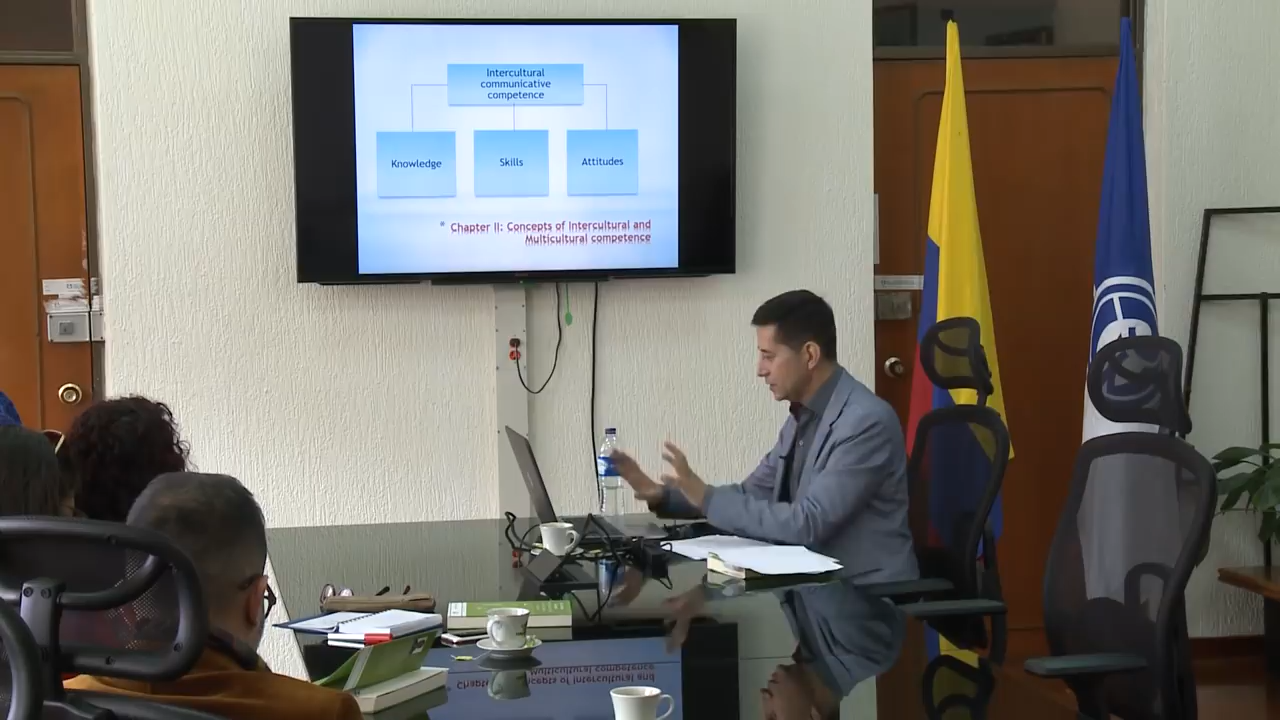 Intercultural
communicative
competence
Knowledge
Skills
Attitudes
* Chapter II: Concepts of Intercultural and
Multicultural competence